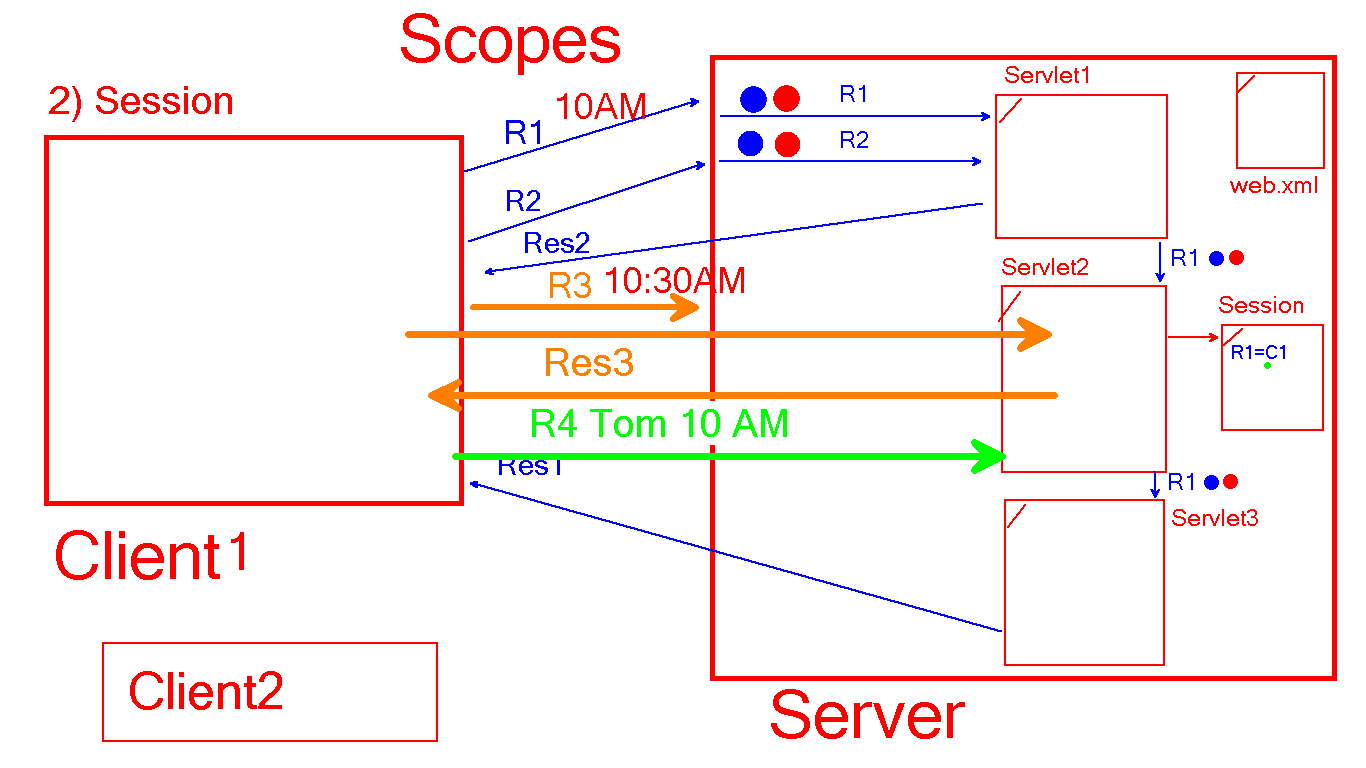 Scopes
2) Session
10AM
R1
R2
Res2
R3 10:30AM
Res3
R4 Tom 10 AM
Res1
Client1
Client2
Servlet1
R1
R2
web.xml
R1
Servlet2
Session
R1=C1
R1
Servlet3
Server